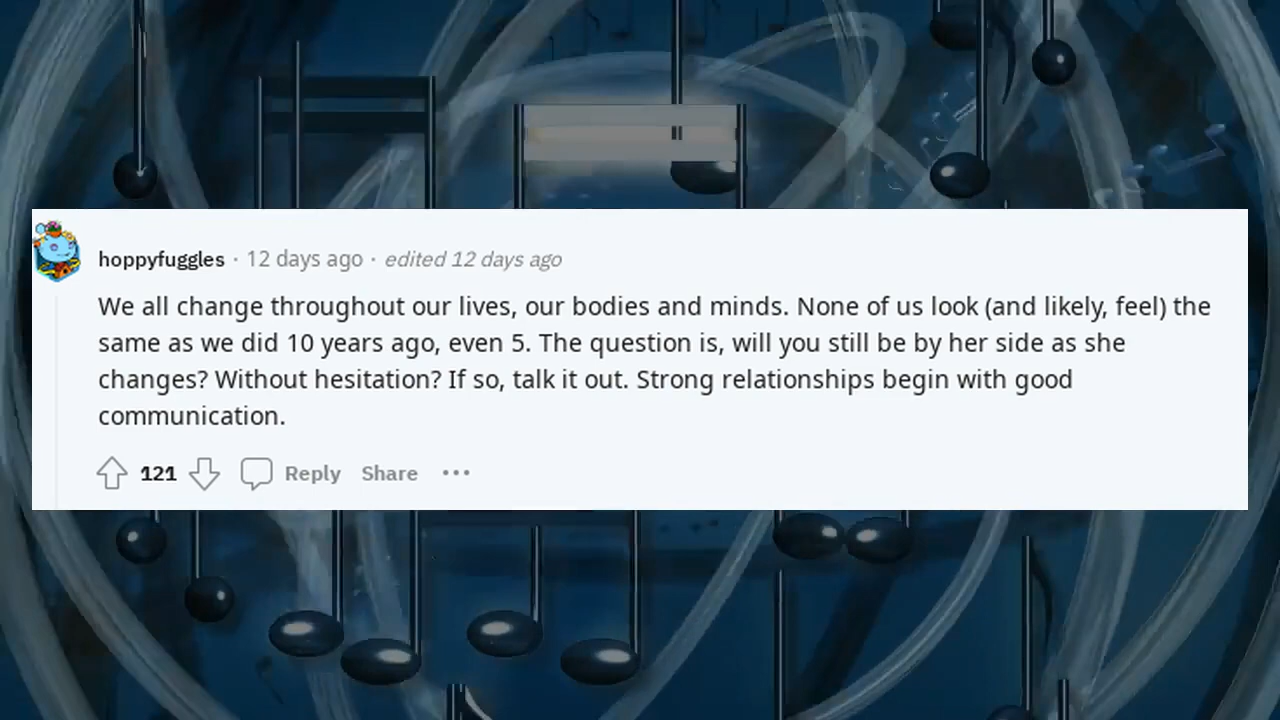 hoppyfuggles · 12 days ago · edited 12 days ago
We all change throughout our lives, our bodies and minds. None of us look (and likely, feel) the
same as we did 10 years ago, even 5. The question is, will you still be by her side as she
changes? Without hesitation? If so, talk it out. Strong relationships begin with good
communication.
121 Reply Share ···